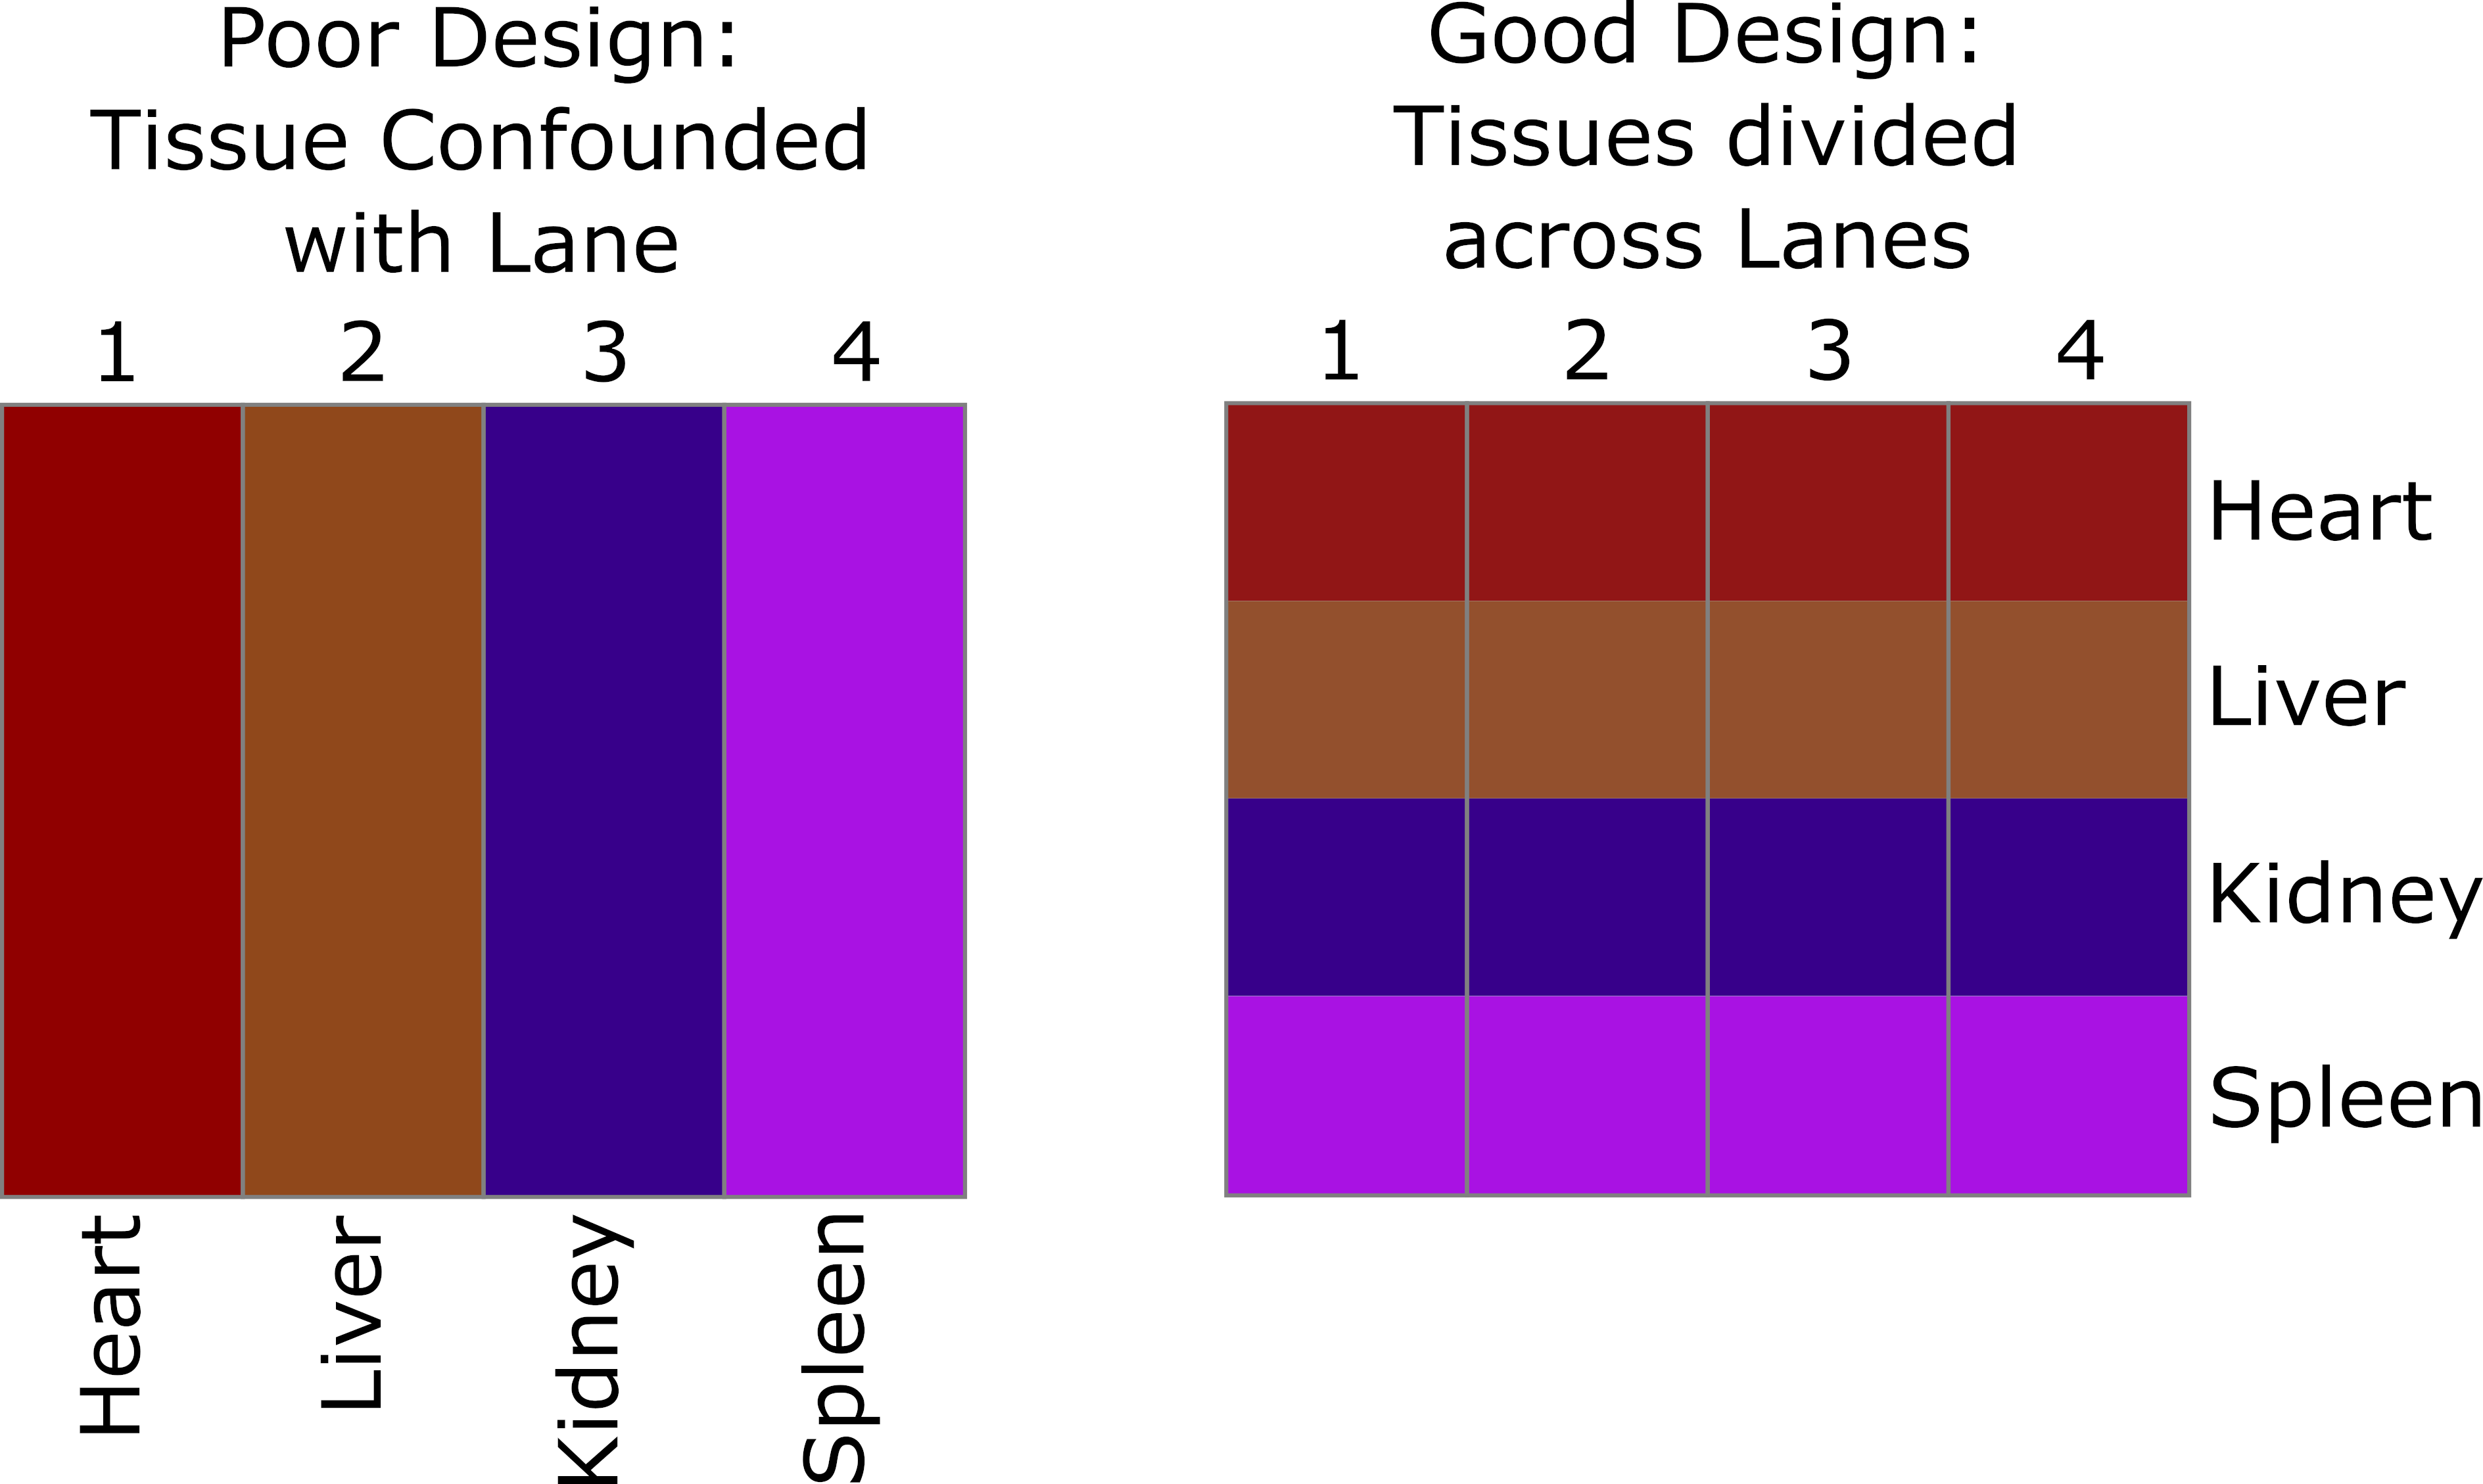 Poor Design:
Tissue Confounded
with Lane
1 2 3 4
Heart
Liver
Kidney
Spleen
Good Design:
Tissues divided
across Lanes
1 2 3 4
Heart
Liver
Kidney
Spleen